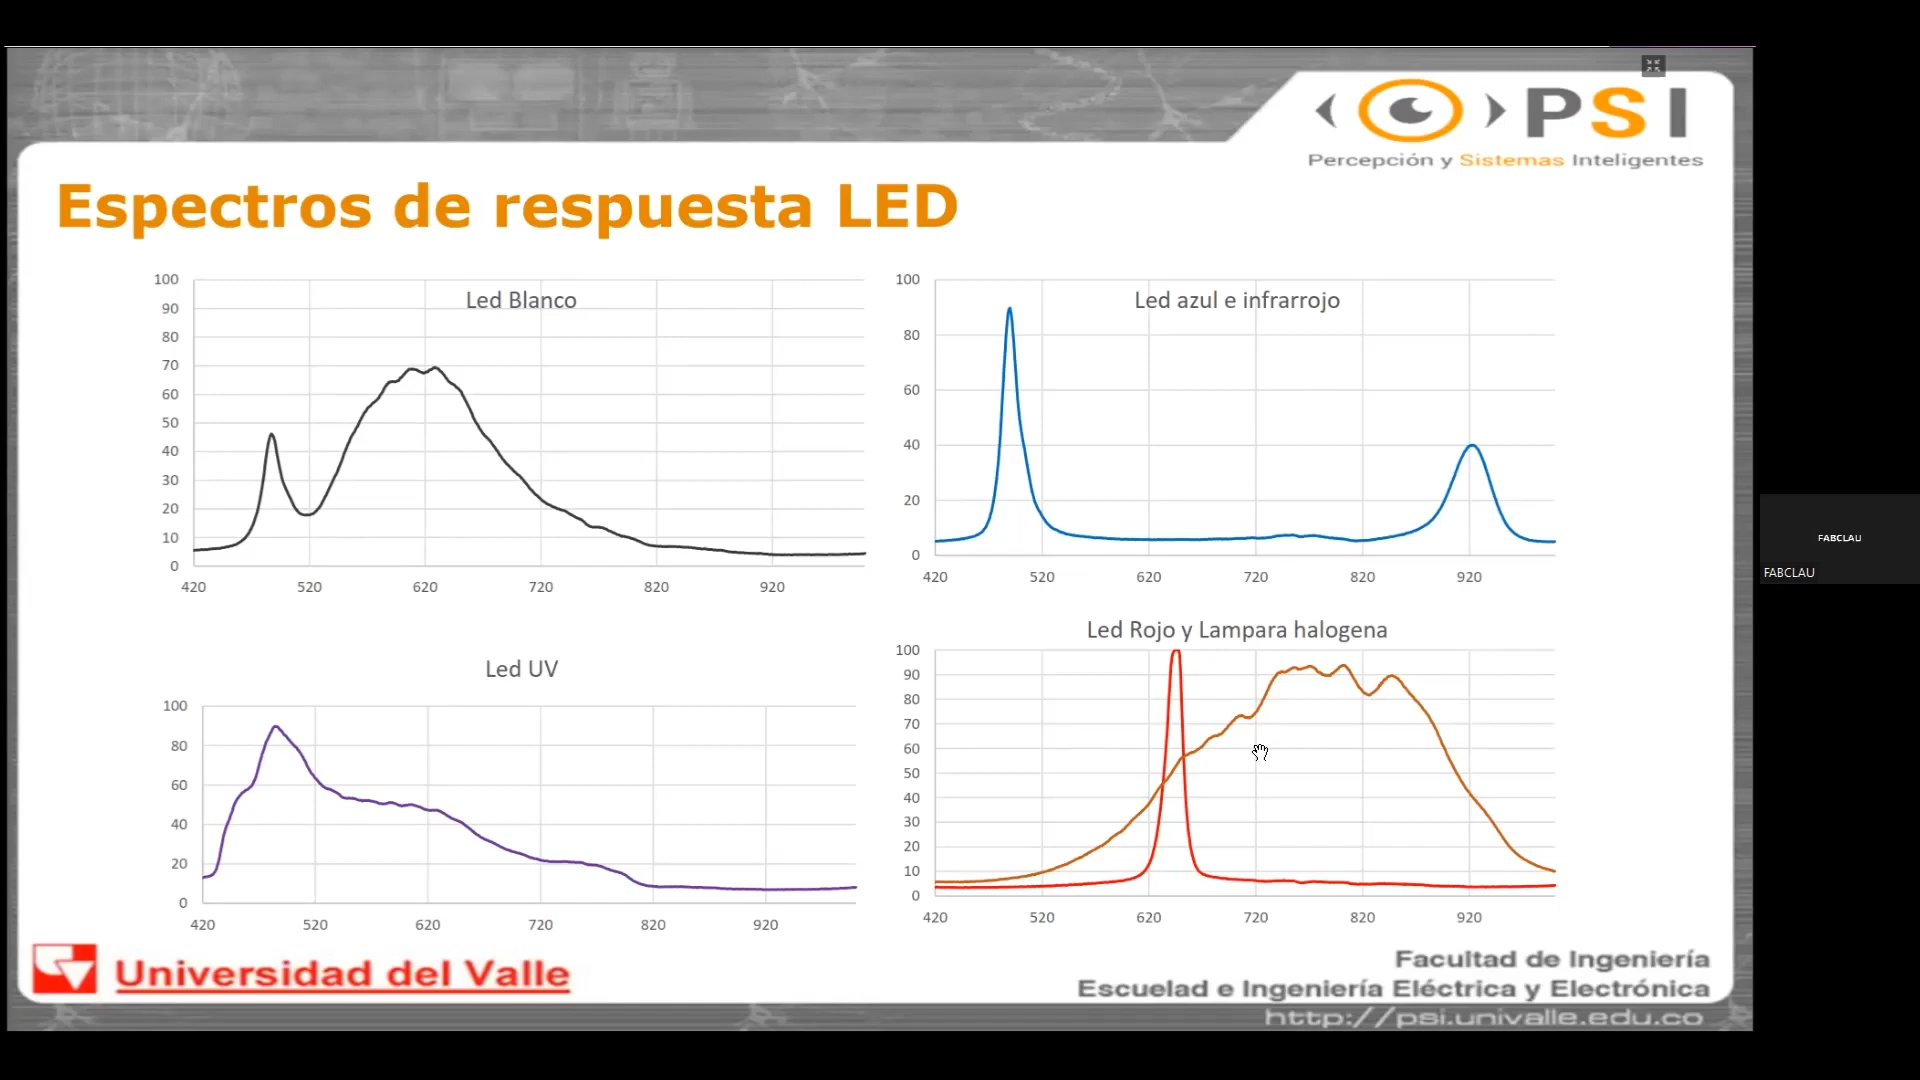 PSI
Percepción y Sistemas Inteligentes
Espectros de respuesta LED
Led Blanco
100
90
80
70
60
50
40
30
20
10
0
420 520 620 720 820 920
Led azul e infrarrojo
100
80
60
40
20
0
420 520 620 720 820 920
Led UV
100
80
60
40
20
0
420 520 620 720 820 920
Led Rojo y Lampara halogena
100
90
80
70
60
50
40
30
20
10
0
420 520 620 720 820 920
FABCLAU
FABCLAU
Universidad del Valle
Facultad de Ingeniería
Escuelad e Ingeniería Eléctrica y Electrónica
http://psi.univalle.edu.co